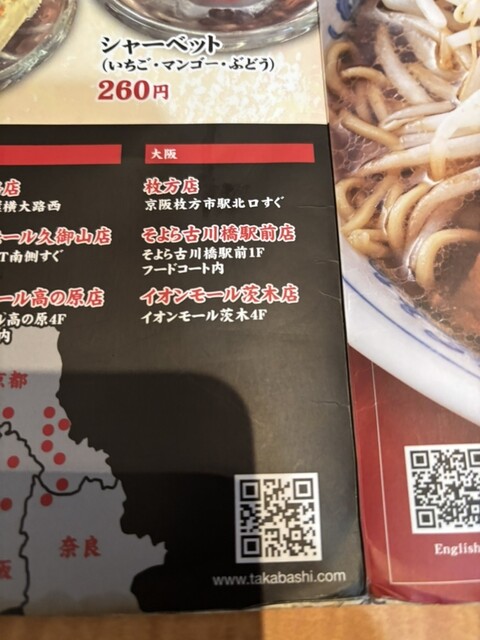 シャーベット
(いちご・マンゴー・ぶどう)
260円
店
横大路西
ール久御山店
T南側すぐ
ール高の原店
ル高の原4F
内
大阪
枚方店
京阪枚方市駅北口すぐ
そよら古川橋駅前店
そよら古川橋駅前1F
フードコート内
イオンモール茨木店
イオンモール茨木4F
京都
奈良
阪
www.takabashi.com
English